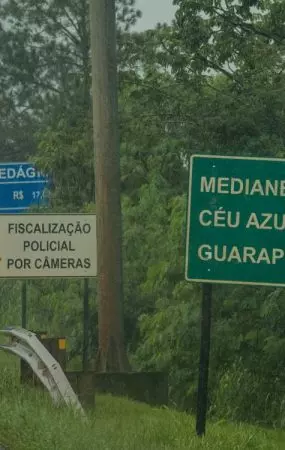 EDÁGI
R$ 17,
FISCALIZAÇÃO
POLICIAL
POR CÂMERAS
MEDIANE
CÉU AZU
GUARAP